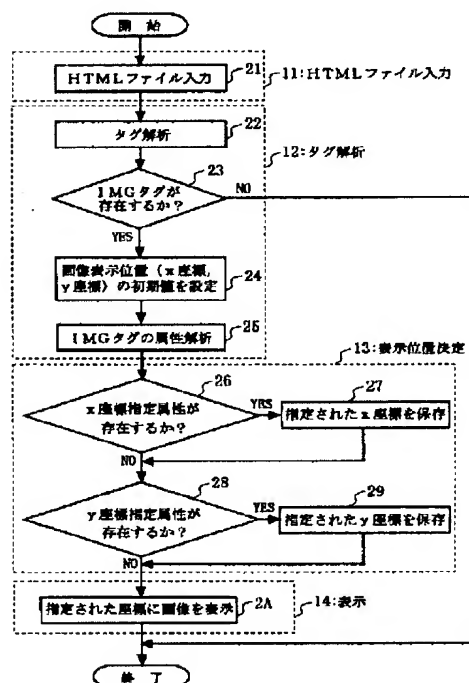 開始
HTMLファイル入力
21
11:HTMLファイル入力
タグ解析
22
12:タグ解析
IMGタグが
存在するか?
23
NO
YES
画像表示位置(x座標,
y座標)の初期値を設定
24
IMGタグの属性解析
25
13:表示位置決定
x座標指定属性が
存在するか?
26
YES
27
指定されたx座標を保存
NO
y座標指定属性が
存在するか?
28
YES
29
指定されたy座標を保存
NO
指定された座標に画像を表示
2A
14:表示
終了